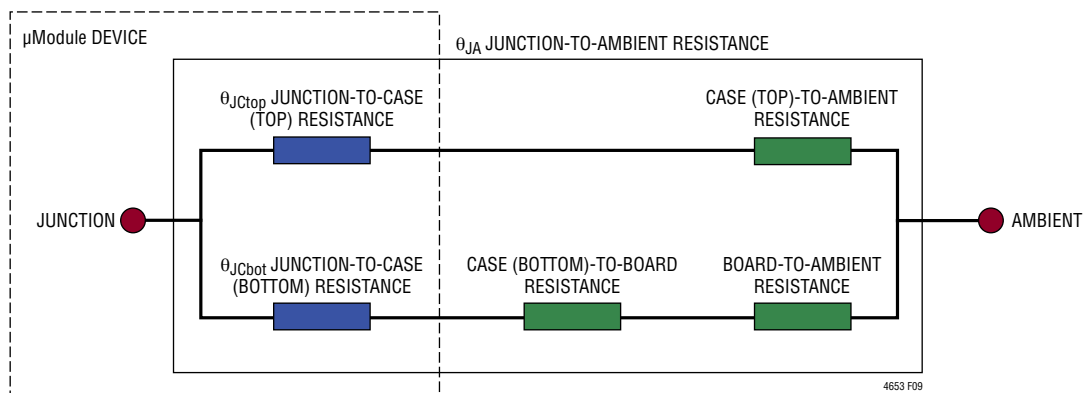 µModule DEVICE
θJA JUNCTION-TO-AMBIENT RESISTANCE
θJCtop JUNCTION-TO-CASE
(TOP) RESISTANCE
CASE (TOP)-TO-AMBIENT
RESISTANCE
JUNCTION
AMBIENT
θJCbot JUNCTION-TO-CASE
(BOTTOM) RESISTANCE
CASE (BOTTOM)-TO-BOARD
RESISTANCE
BOARD-TO-AMBIENT
RESISTANCE
4653 F09